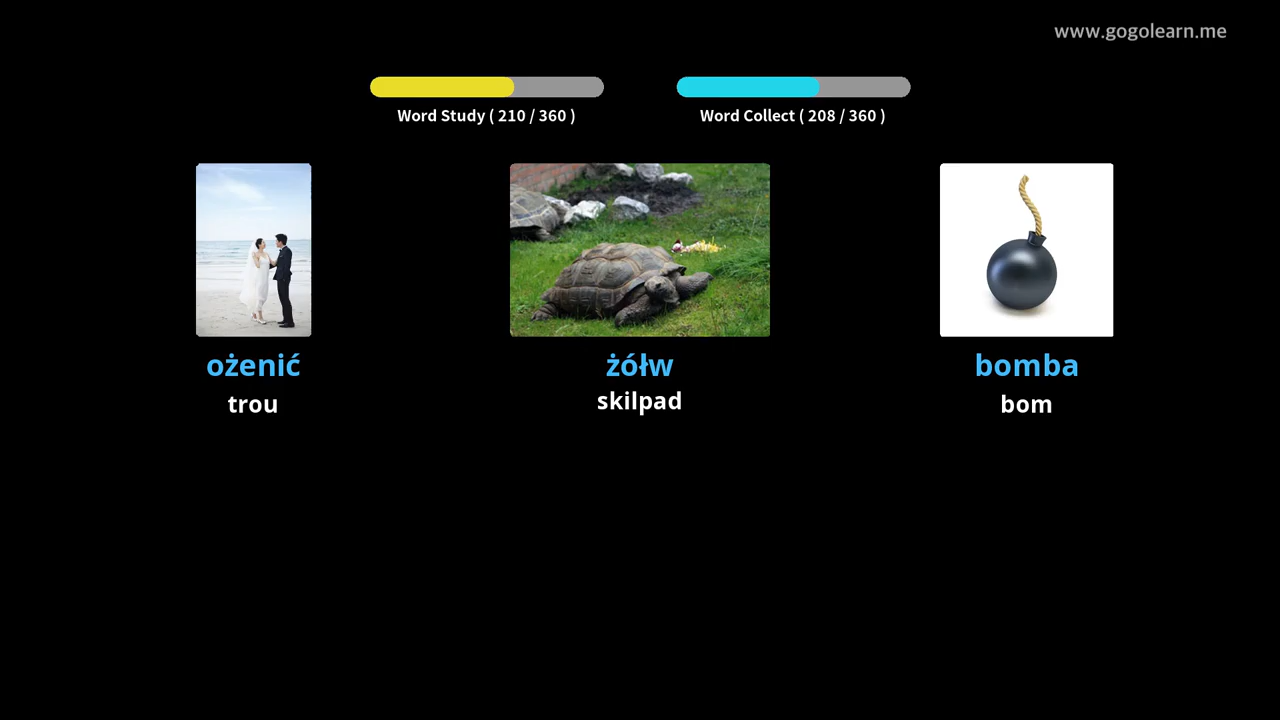 www.gogolearn.me
Word Study ( 210 / 360 )
Word Collect ( 208 / 360 )
ożenić
żółw
bomba
trou
skilpad
bom